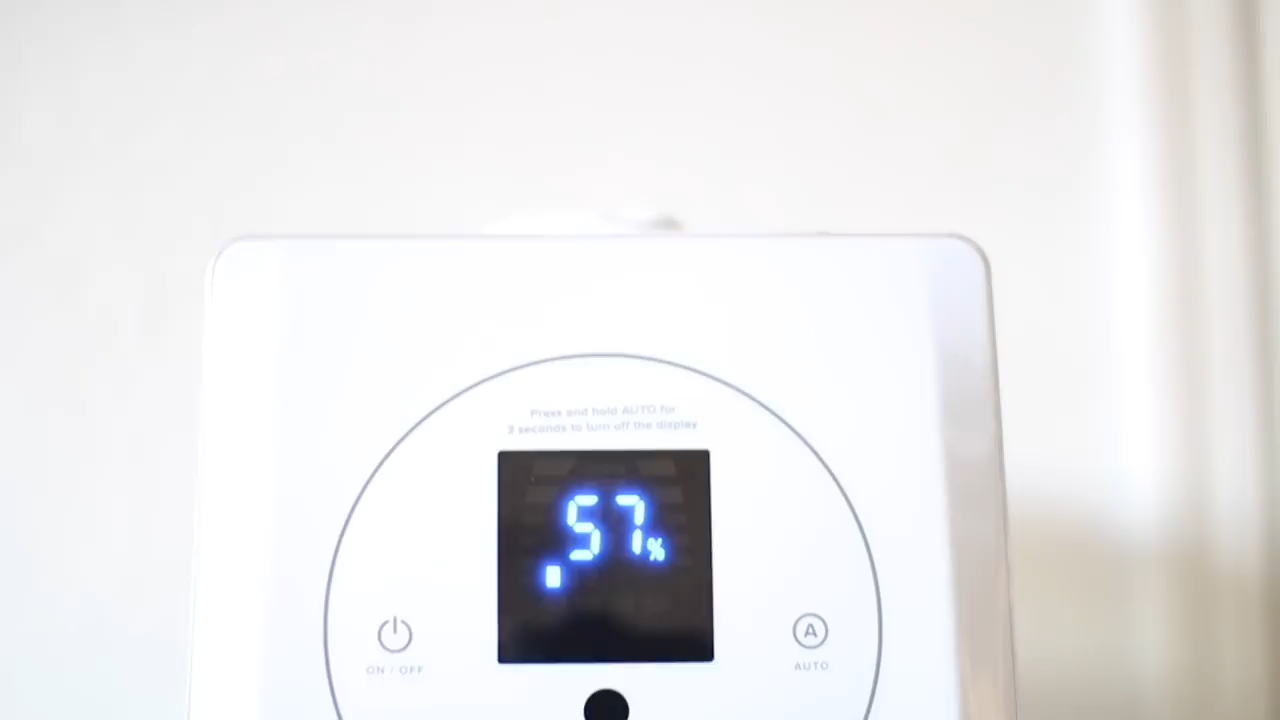 Press and hold AUTO for
3 seconds to turn off the display
57%
A
ON / OFF
AUTO